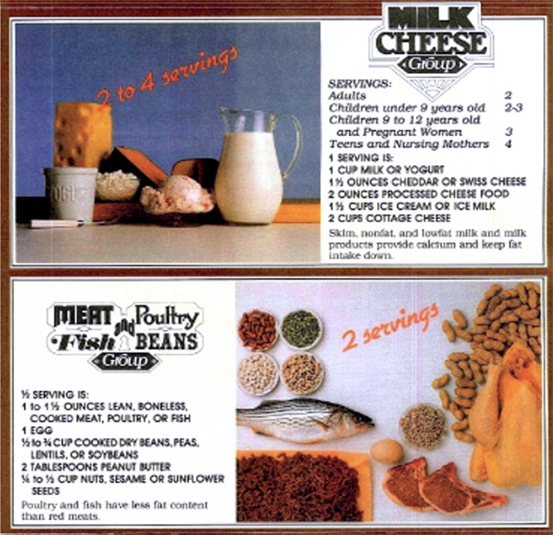 2 to 4 servings
MILK
CHEESE
Group
SERVINGS:
Adults 2
Children under 9 years old 2-3
Children 9 to 12 years old
and Pregnant Women 3
Teens and Nursing Mothers 4
1 SERVING IS:
1 CUP MILK OR YOGURT
1½ OUNCES CHEDDAR OR SWISS CHEESE
2 OUNCES PROCESSED CHEESE FOOD
1½ CUPS ICE CREAM OR ICE MILK
2 CUPS COTTAGE CHEESE
Skim, nonfat, and lowfat milk and milk
products provide calcium and keep fat
intake down.
YOGURT
MEAT and Poultry
Fish BEANS
Group
2 servings
½ SERVING IS:
1 to 1½ OUNCES LEAN, BONELESS,
COOKED MEAT, POULTRY, OR FISH
1 EGG
½ to ¾ CUP COOKED DRY BEANS, PEAS,
LENTILS, OR SOYBEANS
2 TABLESPOONS PEANUT BUTTER
¼ to ½ CUP NUTS, SESAME OR SUNFLOWER
SEEDS
Poultry and fish have less fat content
than red meats.